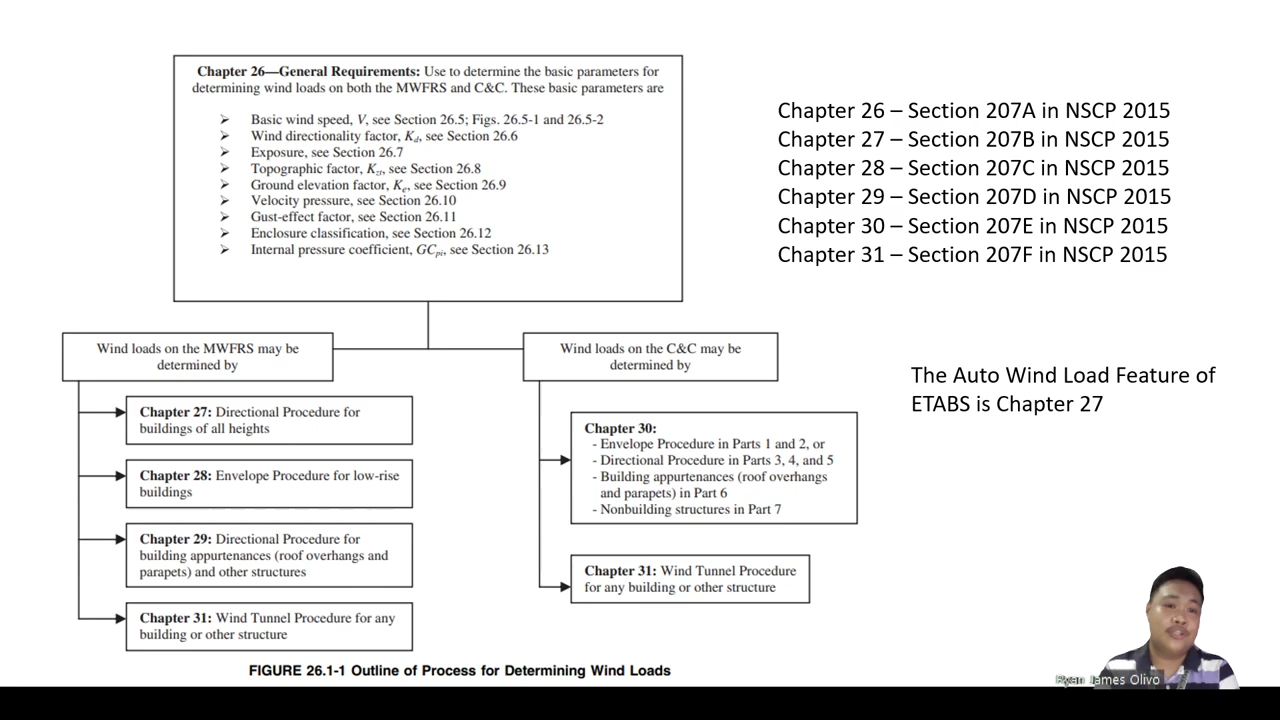 Chapter 26—General Requirements: Use to determine the basic parameters for
determining wind loads on both the MWFRS and C&C. These basic parameters are
➤ Basic wind speed, V, see Section 26.5; Figs. 26.5-1 and 26.5-2
➤ Wind directionality factor, Kd, see Section 26.6
➤ Exposure, see Section 26.7
➤ Topographic factor, Kzt, see Section 26.8
➤ Ground elevation factor, Ke, see Section 26.9
➤ Velocity pressure, see Section 26.10
➤ Gust-effect factor, see Section 26.11
➤ Enclosure classification, see Section 26.12
➤ Internal pressure coefficient, GCpi, see Section 26.13
Chapter 26 – Section 207A in NSCP 2015
Chapter 27 – Section 207B in NSCP 2015
Chapter 28 – Section 207C in NSCP 2015
Chapter 29 – Section 207D in NSCP 2015
Chapter 30 – Section 207E in NSCP 2015
Chapter 31 – Section 207F in NSCP 2015
Wind loads on the MWFRS may be
determined by
Chapter 27: Directional Procedure for
buildings of all heights
Chapter 28: Envelope Procedure for low-rise
buildings
Chapter 29: Directional Procedure for
building appurtenances (roof overhangs and
parapets) and other structures
Chapter 31: Wind Tunnel Procedure for any
building or other structure
Wind loads on the C&C may be
determined by
Chapter 30:
- Envelope Procedure in Parts 1 and 2, or
- Directional Procedure in Parts 3, 4, and 5
- Building appurtenances (roof overhangs
and parapets) in Part 6
- Nonbuilding structures in Part 7
Chapter 31: Wind Tunnel Procedure
for any building or other structure
The Auto Wind Load Feature of
ETABS is Chapter 27
FIGURE 26.1-1 Outline of Process for Determining Wind Loads
Ryan James Olivo